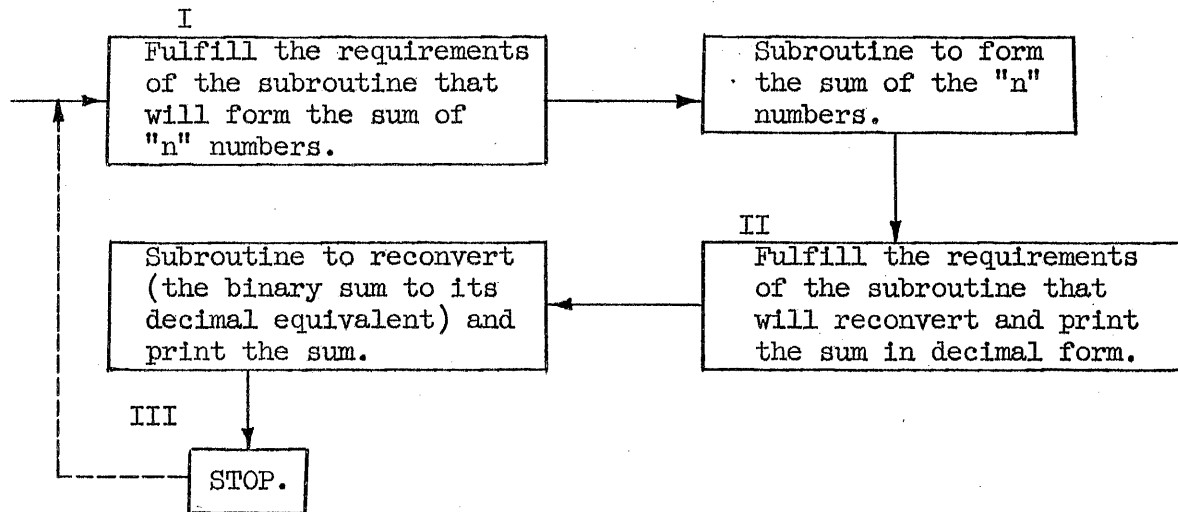 I
Fulfill the requirements
of the subroutine that
will form the sum of
"n" numbers.
Subroutine to form
the sum of the "n"
numbers.
II
Fulfill the requirements
of the subroutine that
will reconvert and print
the sum in decimal form.
Subroutine to reconvert
(the binary sum to its
decimal equivalent) and
print the sum.
III
STOP.